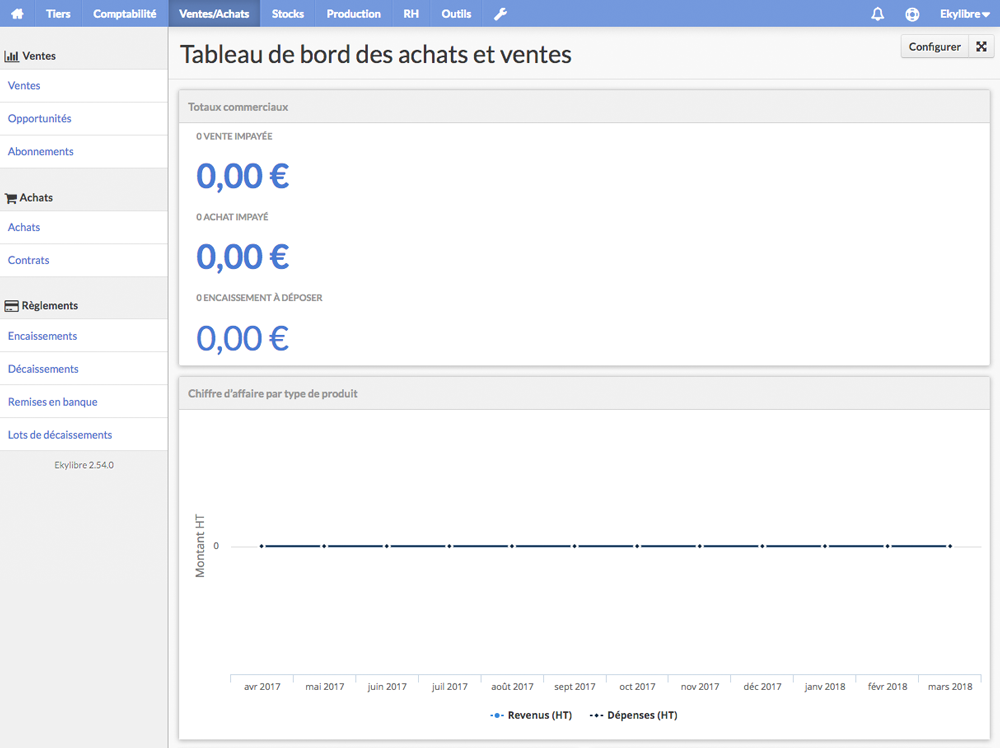 Tiers Comptabilité Ventes/Achats Stocks Production RH Outils Ekylibre
Ventes
Ventes
Opportunités
Abonnements
Achats
Achats
Contrats
Règlements
Encaissements
Décaissements
Remises en banque
Lots de décaissements
Ekylibre 2.54.0
Tableau de bord des achats et ventes
Configurer
Totaux commerciaux
0 VENTE IMPAYÉE
0,00 €
0 ACHAT IMPAYÉ
0,00 €
0 ENCAISSEMENT À DÉPOSER
0,00 €
Chiffre d'affaire par type de produit
Montant HT
0
avr 2017 mai 2017 juin 2017 juil 2017 août 2017 sept 2017 oct 2017 nov 2017 déc 2017 janv 2018 févr 2018 mars 2018
Revenus (HT) Dépenses (HT)